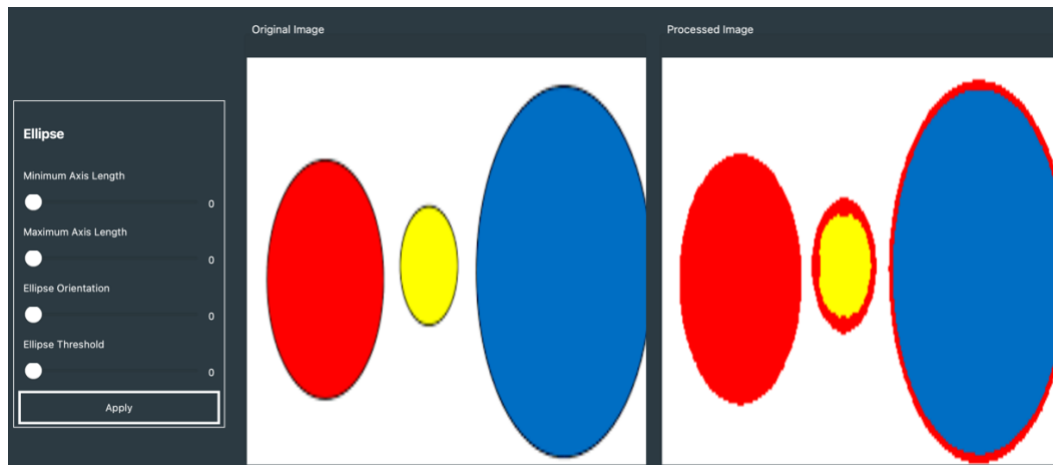 Original Image
Processed Image
Ellipse
Minimum Axis Length
0
Maximum Axis Length
0
Ellipse Orientation
0
Ellipse Threshold
0
Apply